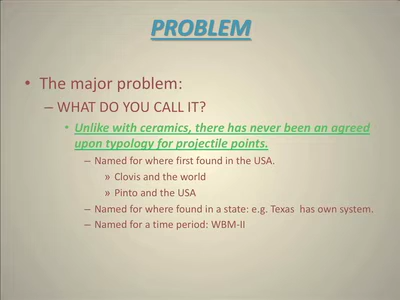 PROBLEM
• The major problem:
– WHAT DO YOU CALL IT?
• Unlike with ceramics, there has never been an agreed
upon typology for projectile points.
– Named for where first found in the USA.
» Clovis and the world
» Pinto and the USA
– Named for where found in a state: e.g. Texas  has own system.
– Named for a time period: WBM-II